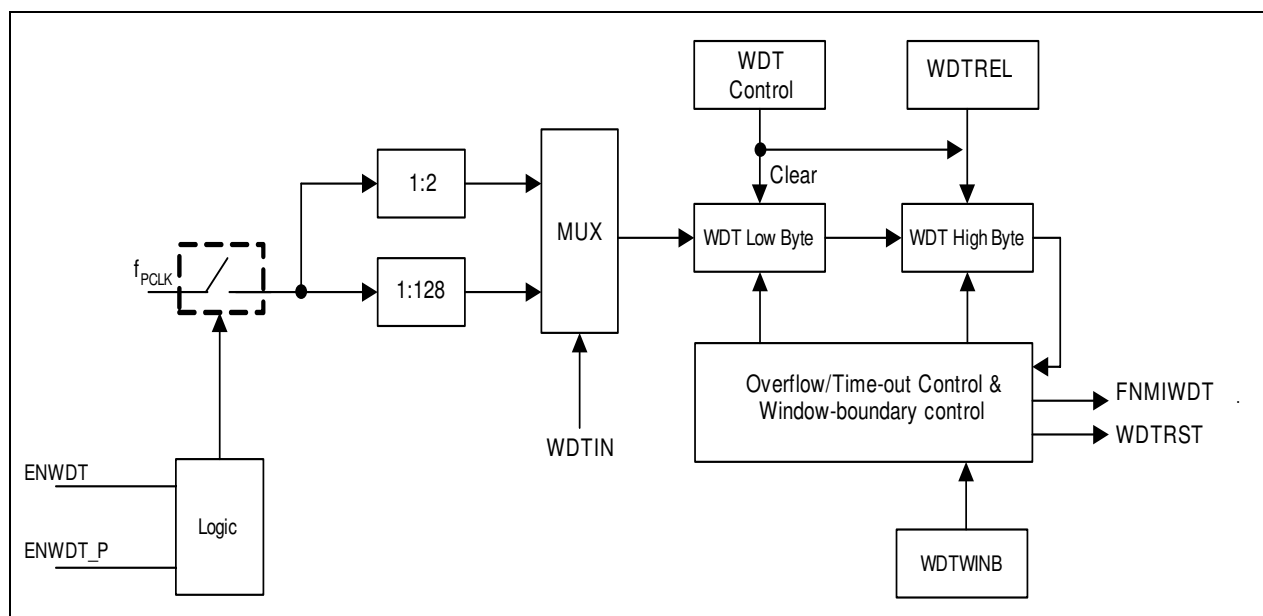 WDT
Control
WDTREL
1:2
Clear
MUX
WDT Low Byte
WDT High Byte
fPCLK
1:128
Overflow/Time-out Control &
Window-boundary control
FNMIWDT .
WDTRST
WDTIN
ENWDT
Logic
ENWDT_P
WDTWINB